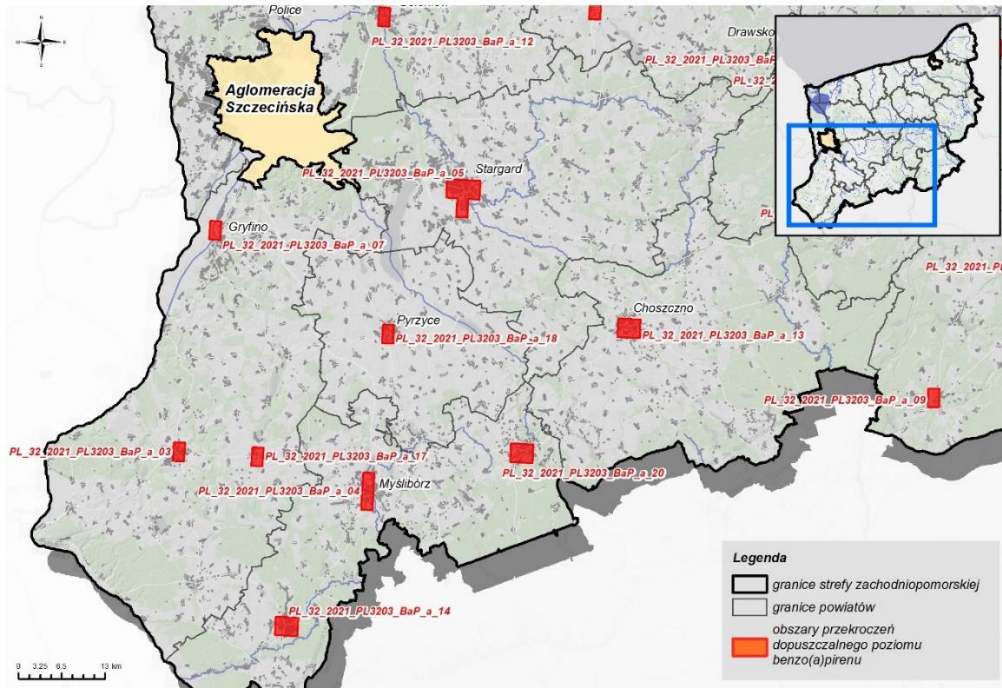 Police
PL_32_2021_PL3203_BaP_a_12
Drawsko
PL_32_2021_PL3203_BaP
Aglomeracja
Szczecińska
PL_32_2021_PL3203_BaP_a_05
Stargard
Gryfino
PL_32_2021_PL3203_BaP_a_07
Pyrzyce
PL_32_2021_PL3203_BaP_a_18
Choszczno
PL_32_2021_PL3203_BaP_a_13
PL_32_2021_PL3203_BaP_a_09
PL_32_2021_PL3203_BaP_a_03
PL_32_2021_PL3203_BaP_a_17
PL_32_2021_PL3203_BaP_a_04
Myślibórz
PL_32_2021_PL3203_BaP_a_20
PL_32_2021_PL3203_BaP_a_14
Legenda
granice strefy zachodniopomorskiej
granice powiatów
obszary przekroczeń
dopuszczalnego poziomu
benzo(a)pirenu
0 3.25 6.5 13 km